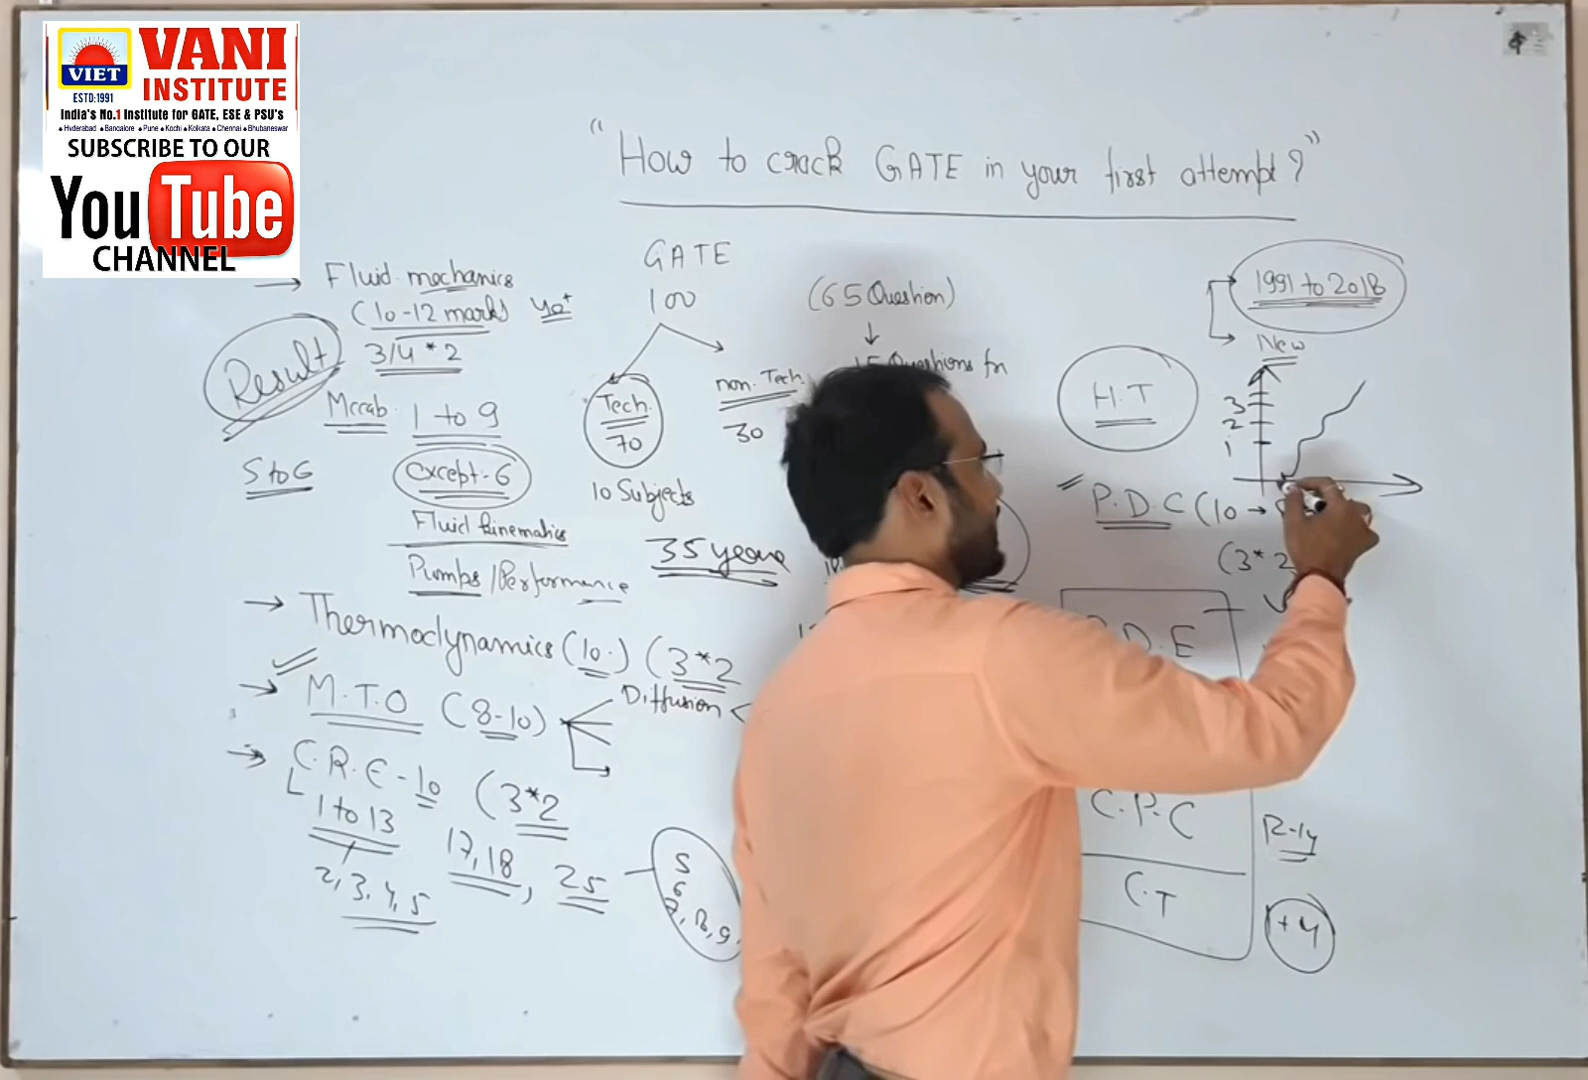 VIET
ESTD:1991
VANI
INSTITUTE
India's No.1 Institute for GATE, ESE & PSU's
• Hyderabad • Bangalore • Pune • Kochi • Kolkata • Chennai • Bhubaneswar
SUBSCRIBE TO OUR
YouTube
CHANNEL
"How to crack GATE in your first attempt?"
GATE
100
Tech.
70
non. Tech.
30
10 Subjects
35 years
(65 Question)
Questions for
→ Fluid mechanics
(10-12 marks)
3/4 * 2
Result
Mccab. 1 to 9
5 to 6
except - 6
Fluid kinematics
Pumps/Performance
→ Thermodynamics (10.) (3*2
→ M.T.O (8-10)
Diffusion <
→ C.R.E - 10 (3*2
1 to 13
2, 3, 4, 5
17, 18, 25
5
6
1991 to 2018
New
H.T
3
2
1
P.D.C (10 →
(3*2
D.E
C.P.C
C.T
1+4